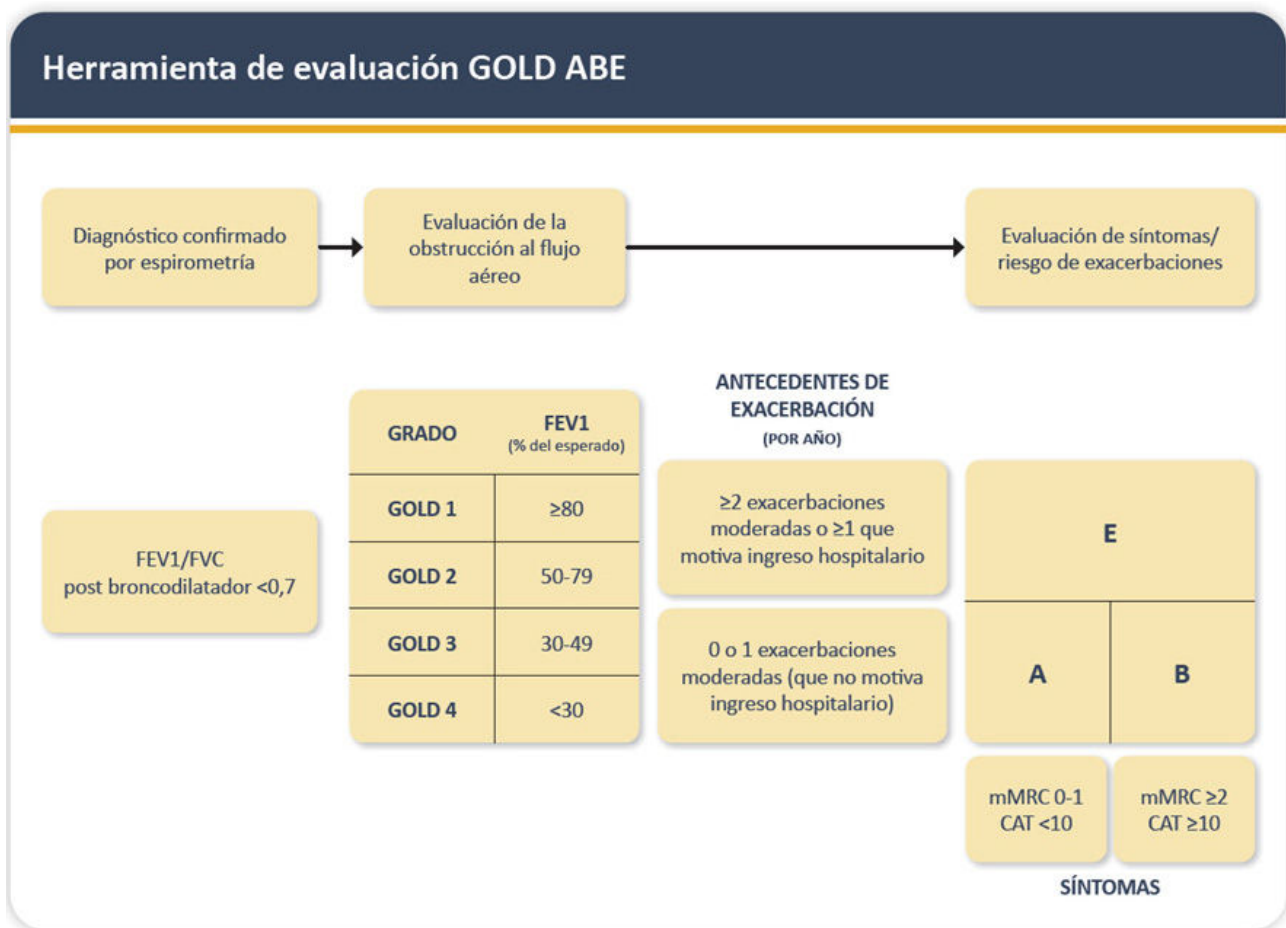 Herramienta de evaluación GOLD ABE
Diagnóstico confirmado
por espirometría
Evaluación de la
obstrucción al flujo
aéreo
Evaluación de síntomas/
riesgo de exacerbaciones
FEV1/FVC
post broncodilatador <0,7
GRADO
FEV1
(% del esperado)
GOLD 1
≥80
GOLD 2
50-79
GOLD 3
30-49
GOLD 4
<30
ANTECEDENTES DE
EXACERBACIÓN
(POR AÑO)
≥2 exacerbaciones
moderadas o ≥1 que
motiva ingreso hospitalario
0 o 1 exacerbaciones
moderadas (que no motiva
ingreso hospitalario)
E
A
B
mMRC 0-1
CAT <10
mMRC ≥2
CAT ≥10
SÍNTOMAS